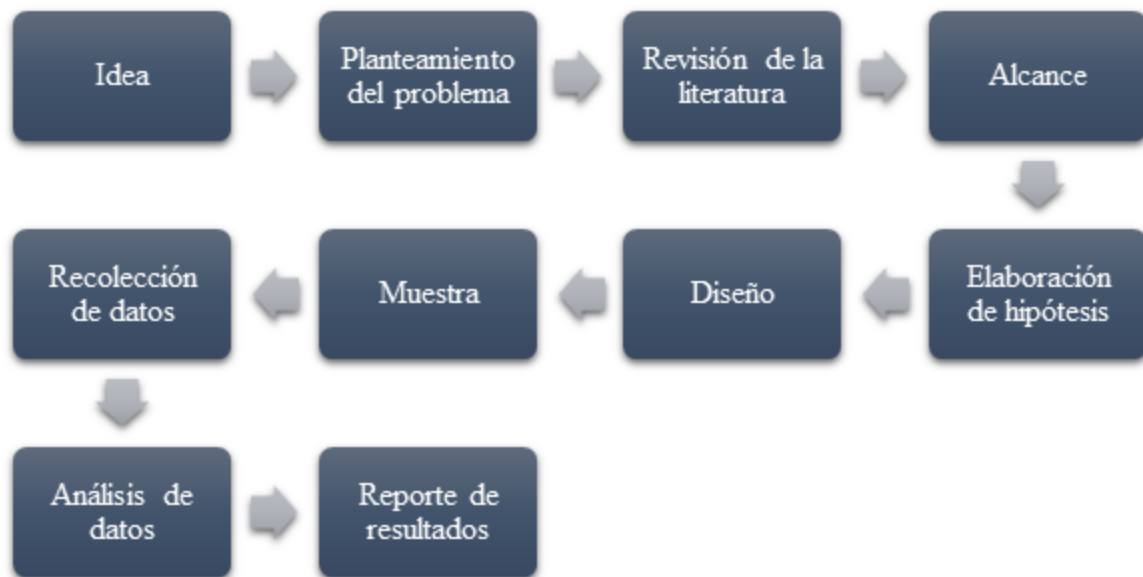 Idea
Planteamiento
del problema
Revisión de la
literatura
Alcance
Elaboración
de hipótesis
Diseño
Muestra
Recolección
de datos
Análisis de
datos
Reporte de
resultados